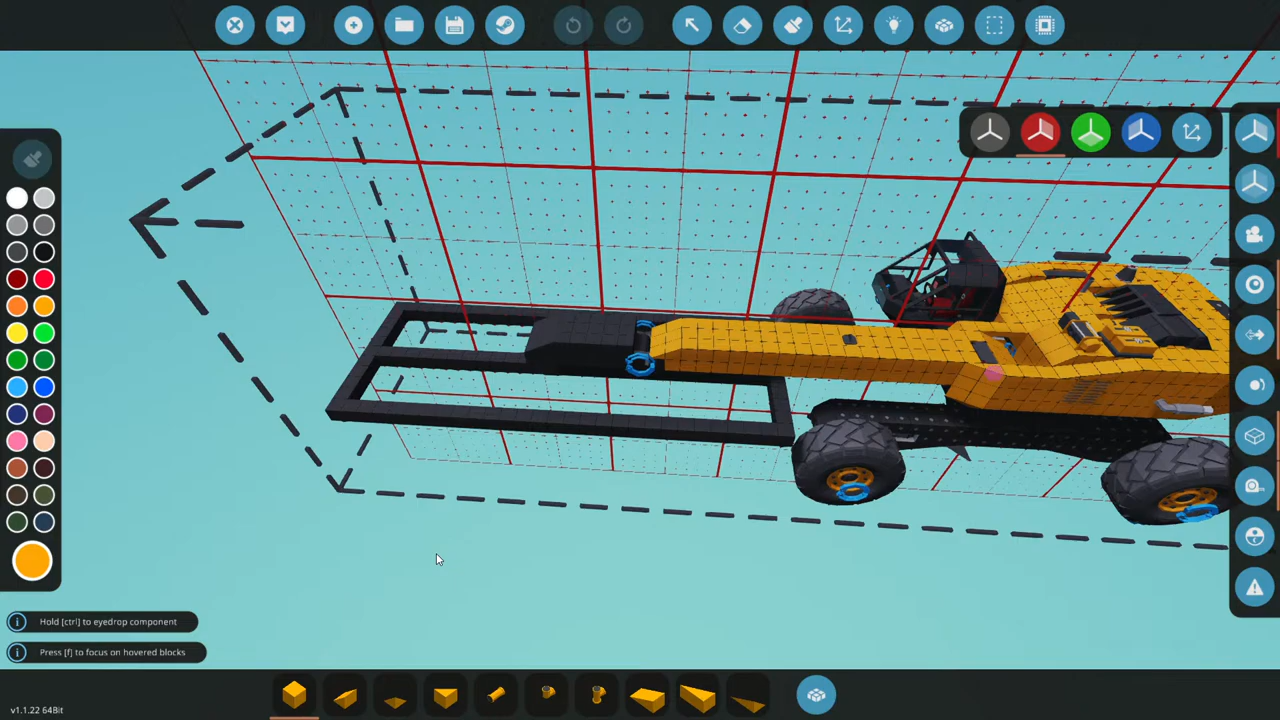 Hold [ctrl] to eyedrop component
Press [f] to focus on hovered blocks
v1.1.22 64Bit